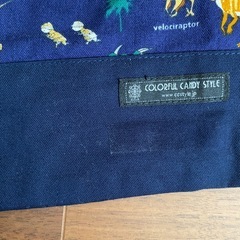 velociraptor
COLORFUL CANDY STYLE
www.ccstyle.jp